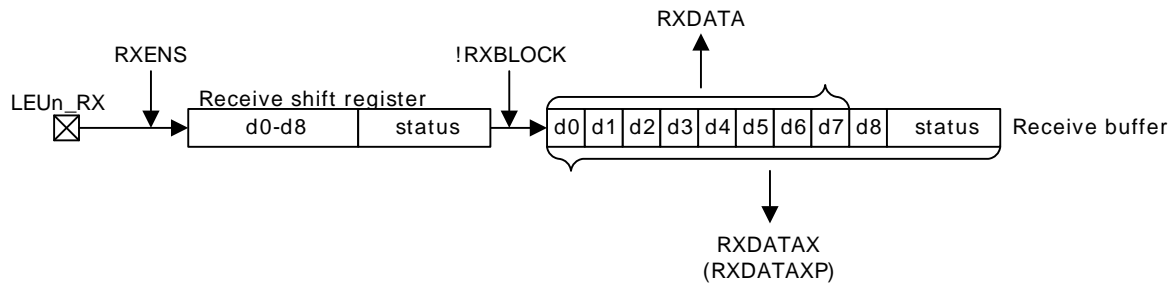 RXDATA
RXENS !RXBLOCK
LEUn_RX Receive shift register
d0-d8 status d0 d1 d2 d3 d4 d5 d6 d7 d8 status Receive buffer
RXDATAX
(RXDATAXP)